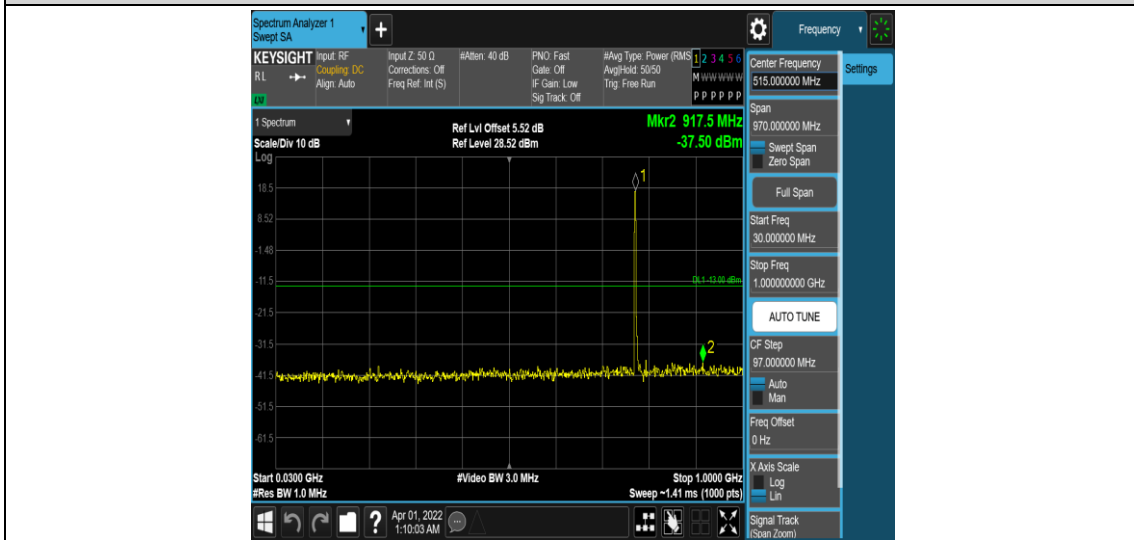 Spectrum Analyzer 1
Swept SA
+
Frequency
KEYSIGHT
RL
Input: RF
Coupling: DC
Align: Auto
Input Z: 50 Ω
Corrections: Off
Freq Ref: Int (S)
#Atten: 40 dB
PNO: Fast
Gate: Off
IF Gain: Low
Sig Track: Off
#Avg Type: Power (RMS
Avg|Hold: 50/50
Trig: Free Run
1 2 3 4 5 6
M W W W W W
P P P P P P
1 Spectrum
Scale/Div 10 dB
Log
Ref Lvl Offset 5.52 dB
Ref Level 28.52 dBm
Mkr2 917.5 MHz
-37.50 dBm
18.5
8.52
-1.48
-11.5
-21.5
-31.5
-41.5
-51.5
-61.5
1
DL1 -13.00 dBm
2
Start 0.0300 GHz
#Res BW 1.0 MHz
#Video BW 3.0 MHz
Stop 1.0000 GHz
Sweep ~1.41 ms (1000 pts)
Apr 01, 2022
1:10:03 AM
Center Frequency
515.000000 MHz
Settings
Span
970.000000 MHz
Swept Span
Zero Span
Full Span
Start Freq
30.000000 MHz
Stop Freq
1.000000000 GHz
AUTO TUNE
CF Step
97.000000 MHz
Auto
Man
Freq Offset
0 Hz
X Axis Scale
Log
Lin
Signal Track
(Span Zoom)